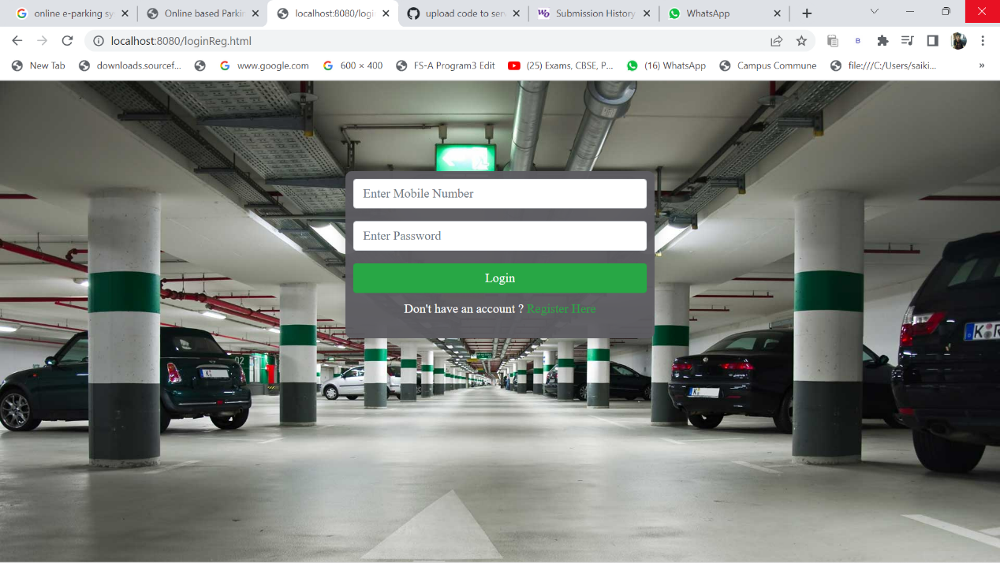 online e-parking sy
Online based Parkin
localhost:8080/logi
upload code to ser
Submission History
WhatsApp
localhost:8080/loginReg.html
New Tab
downloads.sourcef...
www.google.com
600 × 400
FS-A Program3 Edit
(25) Exams, CBSE, P...
(16) WhatsApp
Campus Commune
file:///C:/Users/saiki...
»
Enter Mobile Number
Enter Password
Login
Don't have an account ? Register Here
02
K